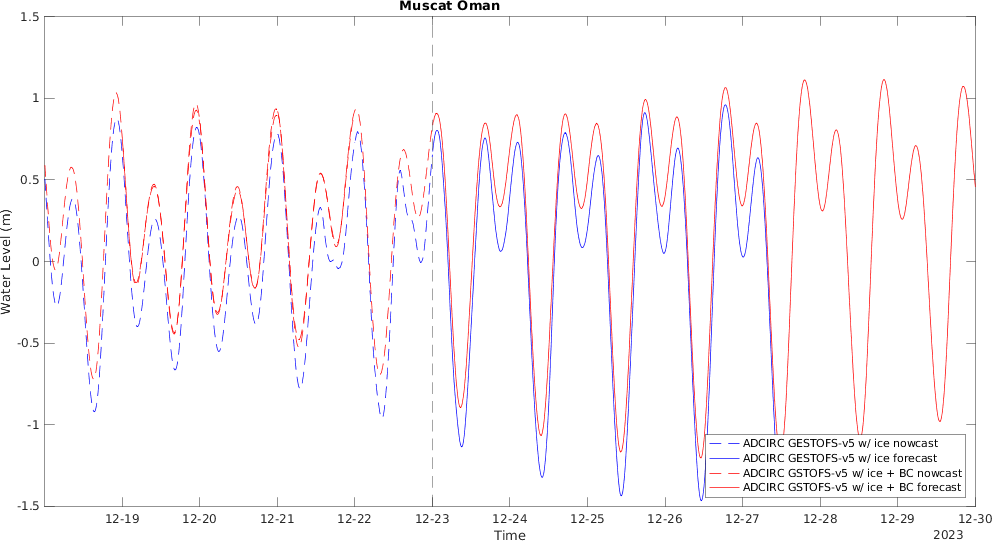 Muscat Oman
1.5
1
0.5
0
-0.5
-1
-1.5
Water Level (m)
ADCIRC GESTOFS-v5 w/ ice nowcast
ADCIRC GESTOFS-v5 w/ ice forecast
ADCIRC GSTOFS-v5 w/ ice + BC nowcast
ADCIRC GSTOFS-v5 w/ ice + BC forecast
12-19 12-20 12-21 12-22 12-23 12-24 12-25 12-26 12-27 12-28 12-29 12-30
Time
2023